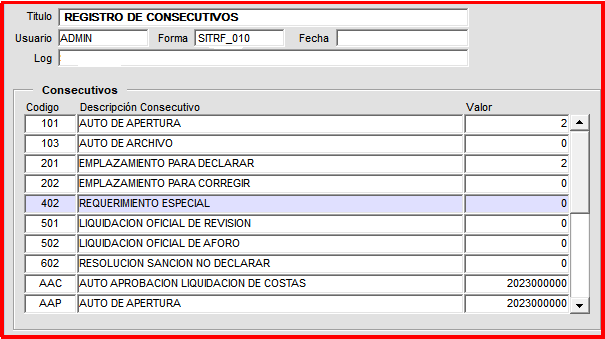 Titulo REGISTRO DE CONSECUTIVOS
Usuario ADMIN Forma SITRF_010 Fecha
Log
Consecutivos
Codigo Descripción Consecutivo Valor
101 AUTO DE APERTURA 2
103 AUTO DE ARCHIVO 0
201 EMPLAZAMIENTO PARA DECLARAR 2
202 EMPLAZAMIENTO PARA CORREGIR 0
402 REQUERIMIENTO ESPECIAL 0
501 LIQUIDACION OFICIAL DE REVISION 0
502 LIQUIDACION OFICIAL DE AFORO 0
602 RESOLUCION SANCION NO DECLARAR 0
AAC AUTO APROBACION LIQUIDACION DE COSTAS 2023000000
AAP AUTO DE APERTURA 2023000000